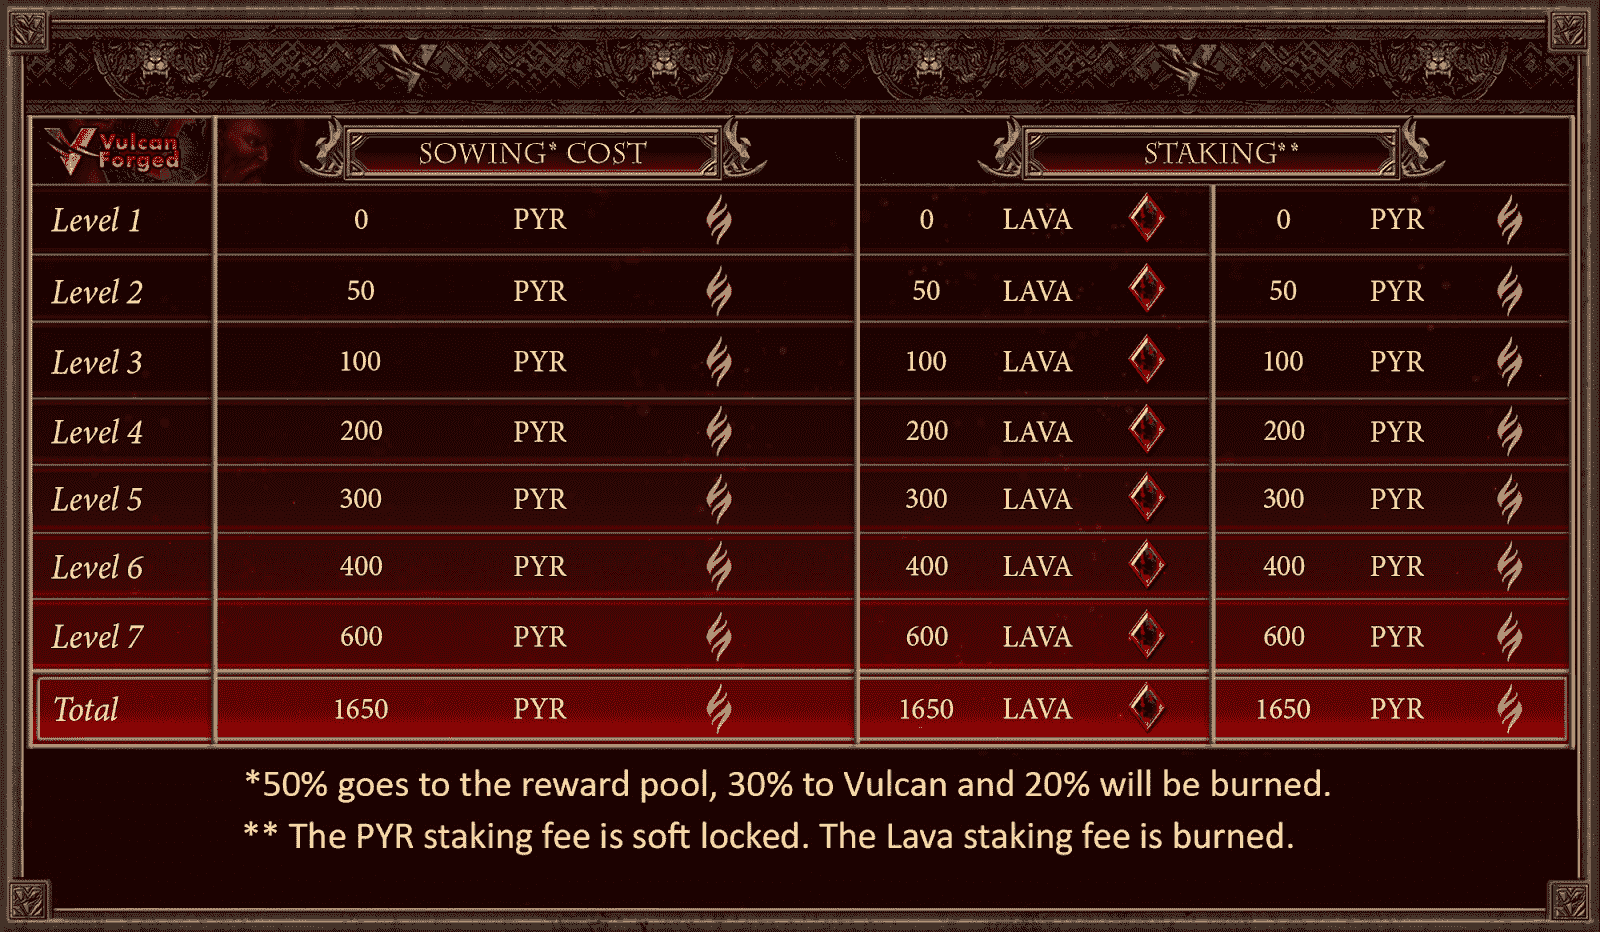 Vulcan
Forged
SOWING* COST
STAKING**
Level 1 0 PYR 0 LAVA 0 PYR
Level 2 50 PYR 50 LAVA 50 PYR
Level 3 100 PYR 100 LAVA 100 PYR
Level 4 200 PYR 200 LAVA 200 PYR
Level 5 300 PYR 300 LAVA 300 PYR
Level 6 400 PYR 400 LAVA 400 PYR
Level 7 600 PYR 600 LAVA 600 PYR
Total 1650 PYR 1650 LAVA 1650 PYR
*50% goes to the reward pool, 30% to Vulcan and 20% will be burned.
** The PYR staking fee is soft locked. The Lava staking fee is burned.